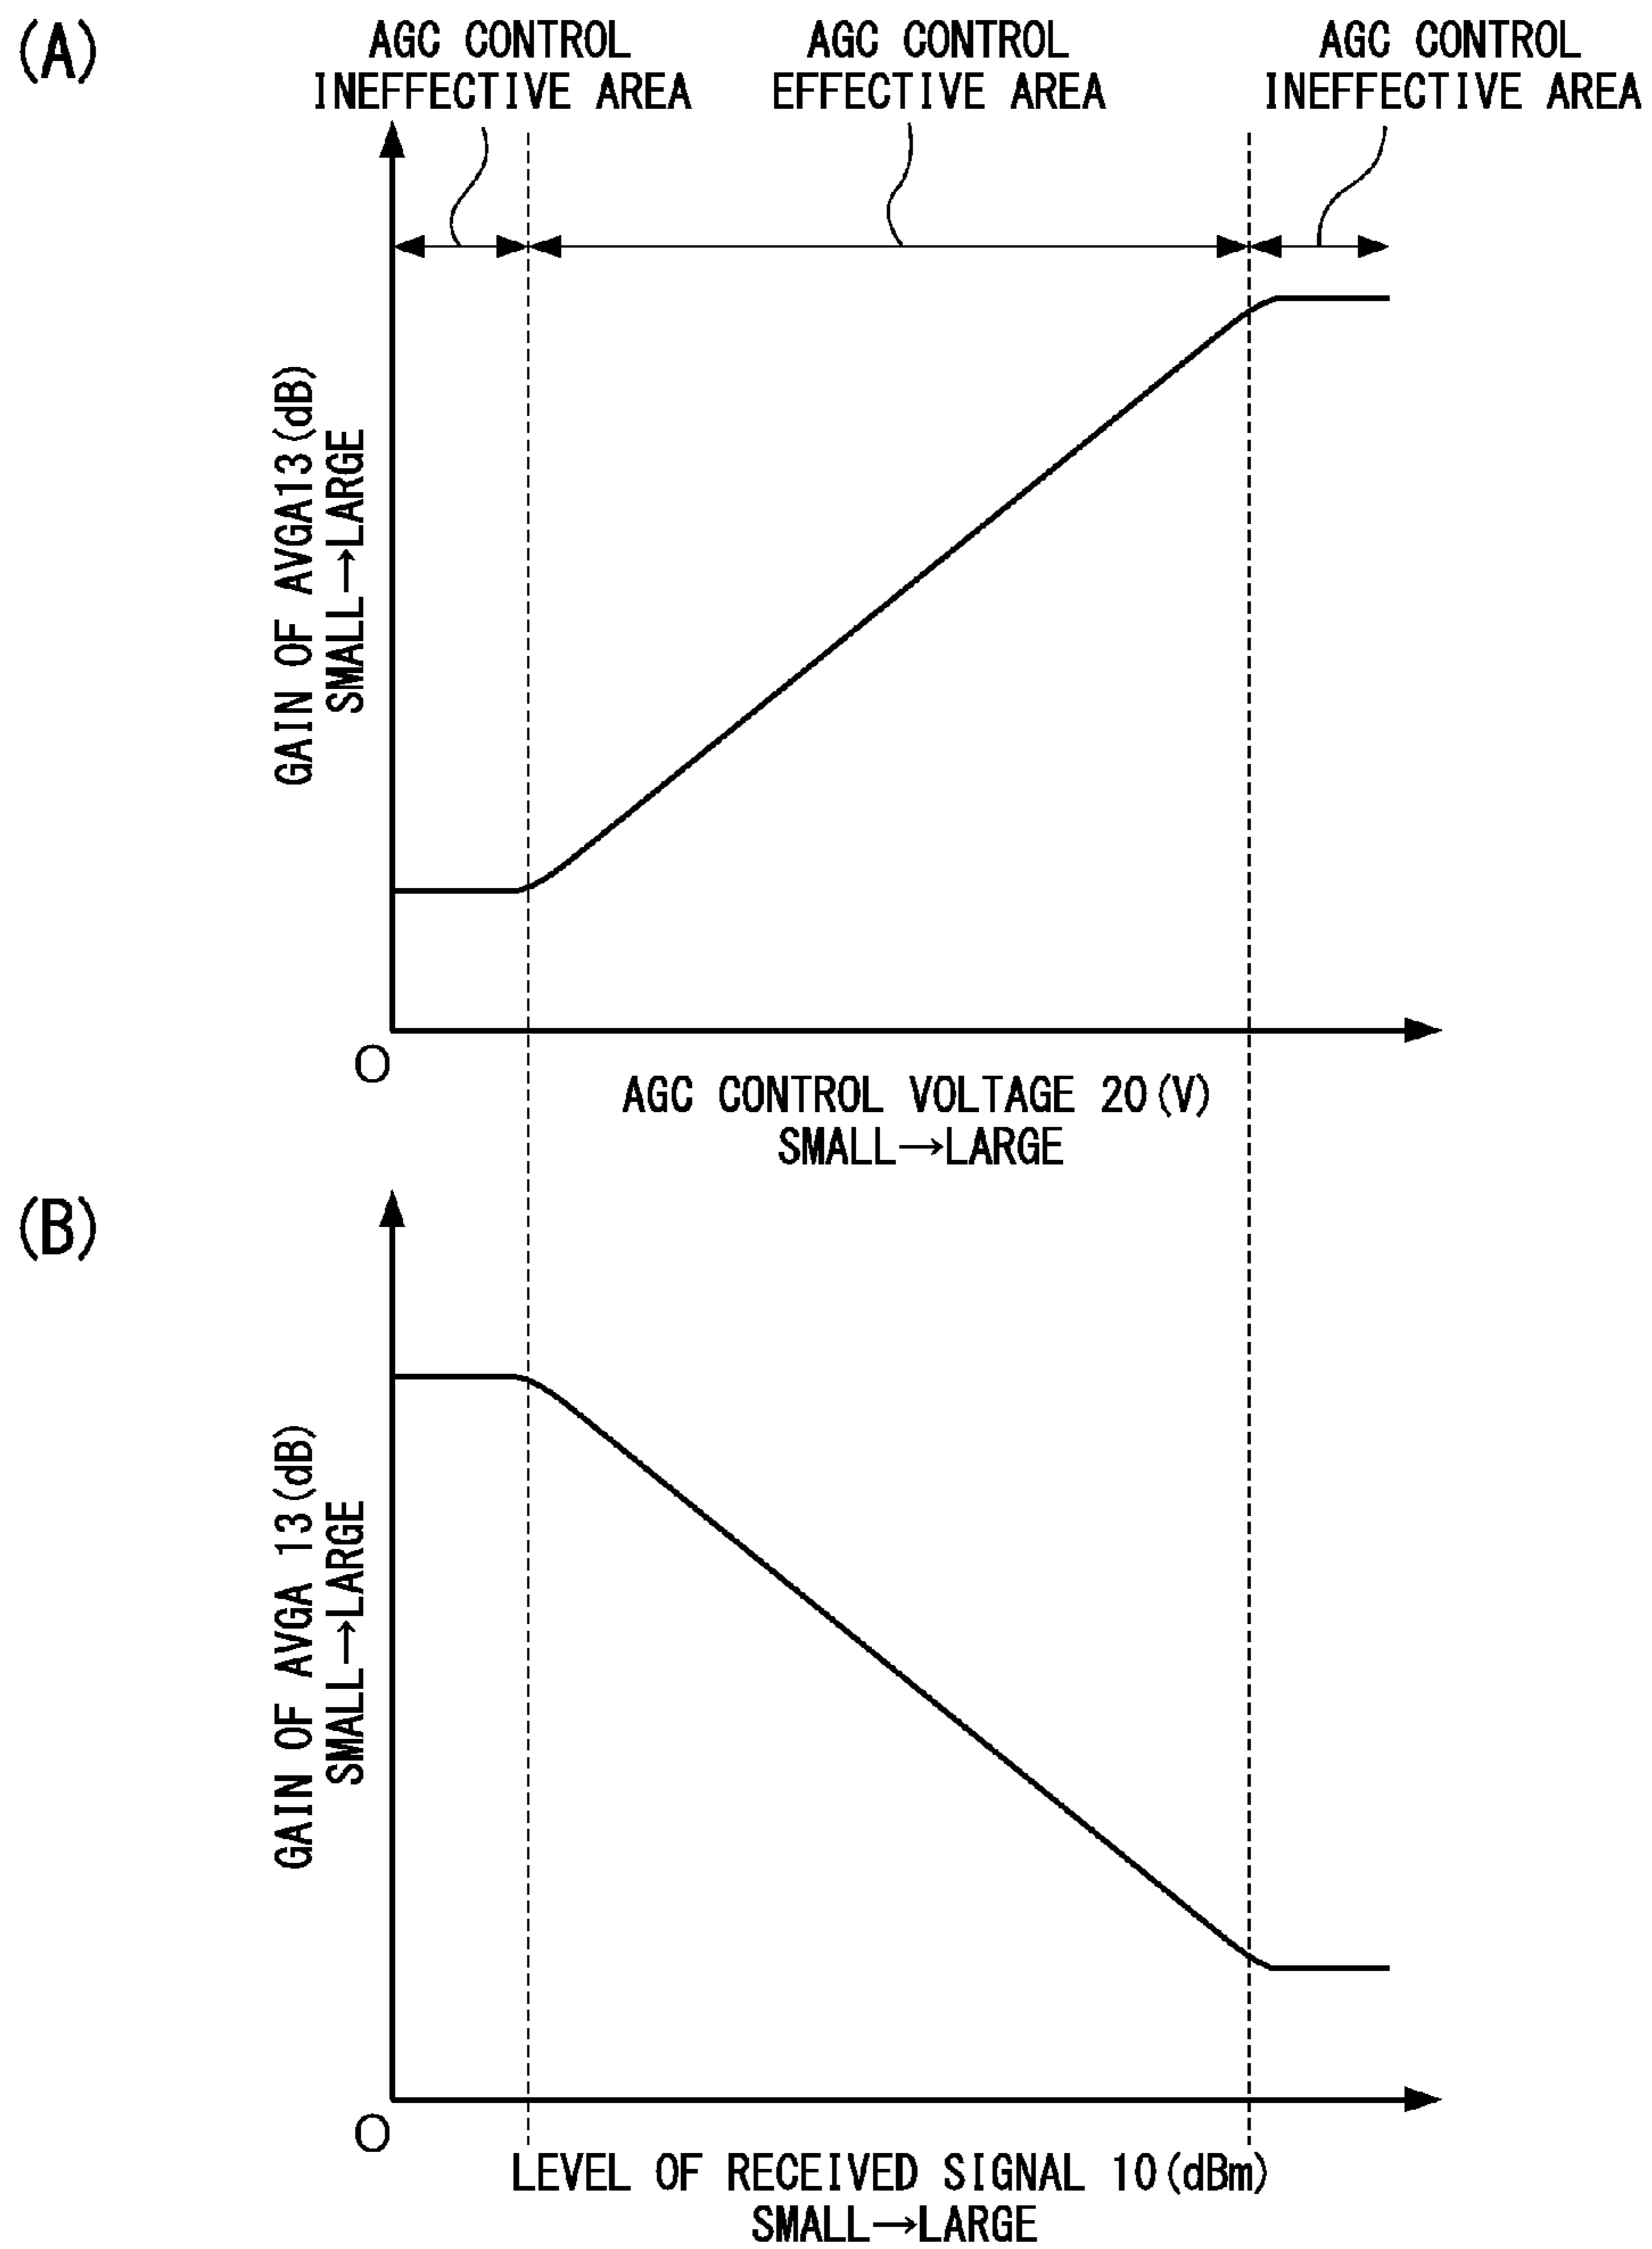 (A)
AGC CONTROL
INEFFECTIVE AREA
AGC CONTROL
EFFECTIVE AREA
AGC CONTROL
INEFFECTIVE AREA
GAIN OF AVGA13(dB)
SMALL→LARGE
O
AGC CONTROL VOLTAGE 20(V)
SMALL→LARGE
(B)
GAIN OF AVGA 13(dB)
SMALL→LARGE
O
LEVEL OF RECEIVED SIGNAL 10(dBm)
SMALL→LARGE